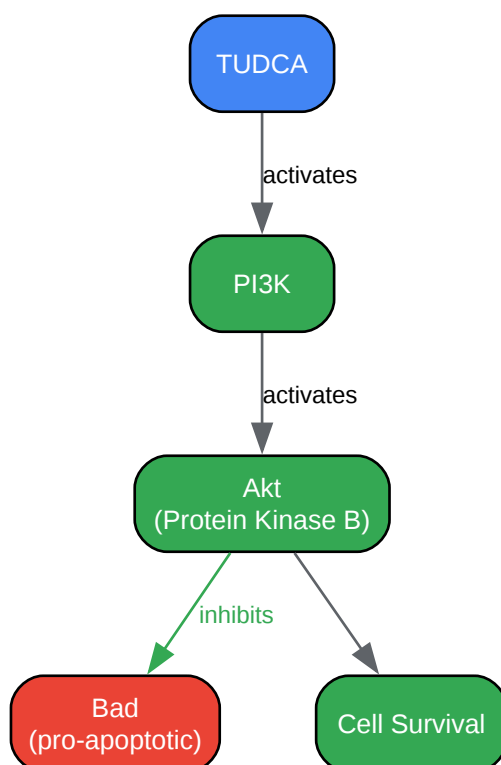 TUDCA
activates
PI3K
activates
Akt
(Protein Kinase B)
inhibits
Bad
(pro-apoptotic)
Cell Survival